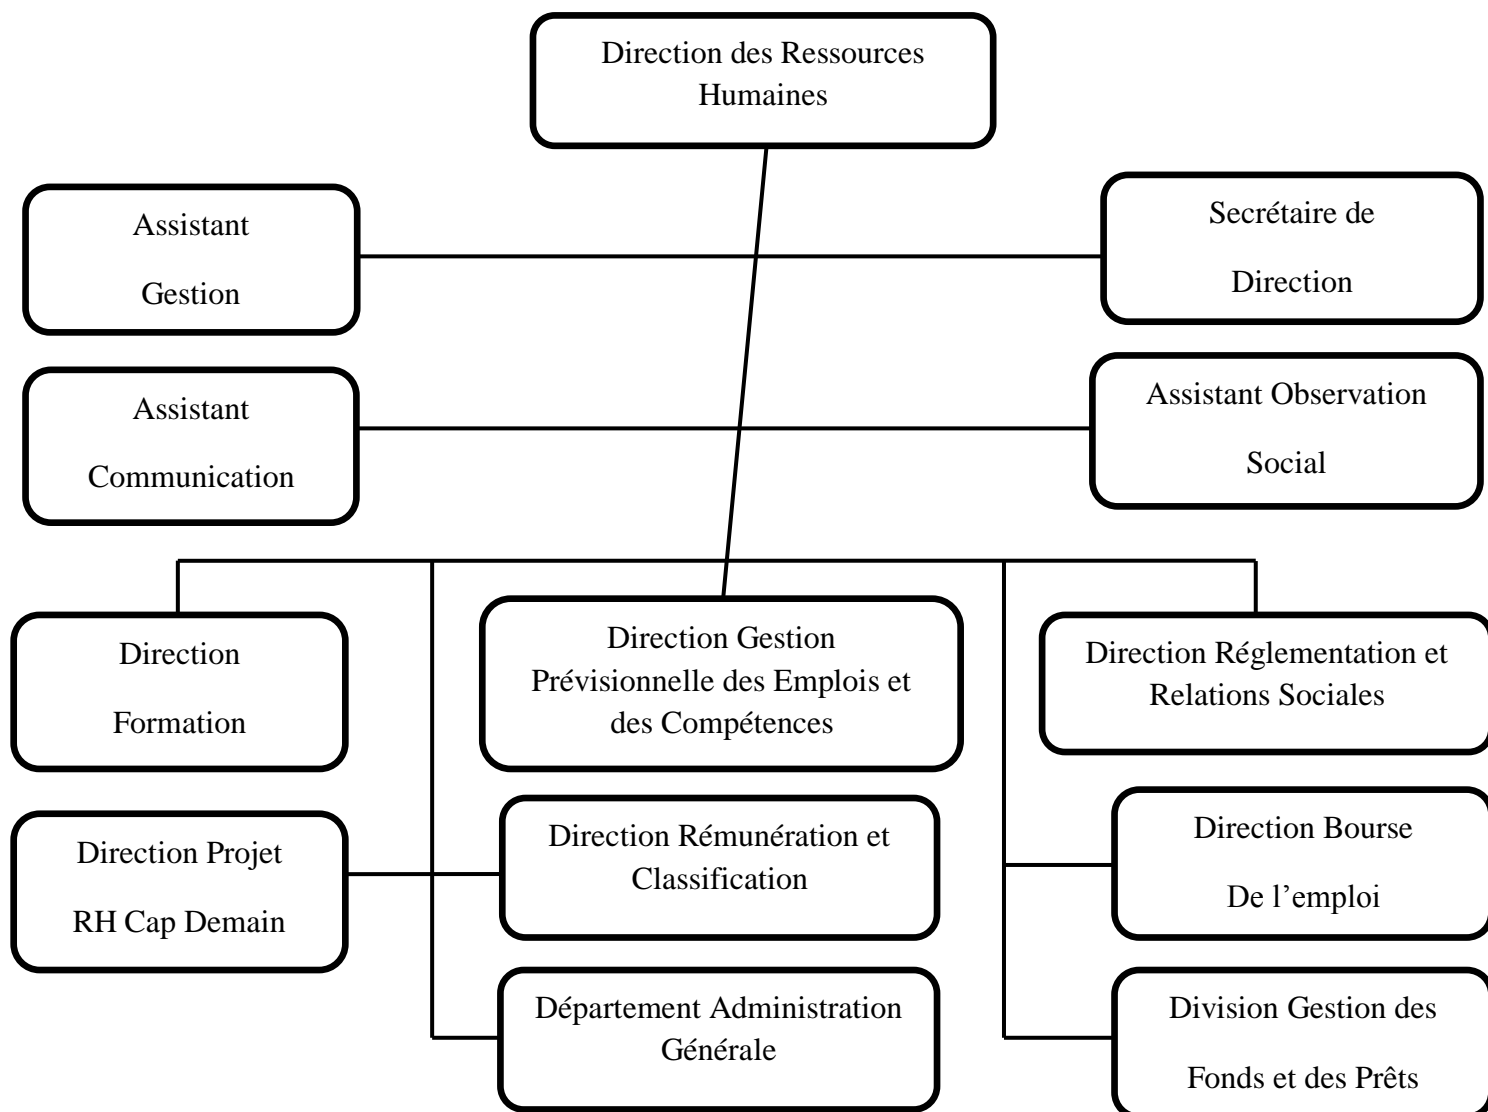 Direction des Ressources
Humaines
Assistant
Gestion
Secrétaire de
Direction
Assistant
Communication
Assistant Observation
Social
Direction
Formation
Direction Gestion
Prévisionnelle des Emplois et
des Compétences
Direction Réglementation et
Relations Sociales
Direction Projet
RH Cap Demain
Direction Rémunération et
Classification
Direction Bourse
De l’emploi
Département Administration
Générale
Division Gestion des
Fonds et des Prêts